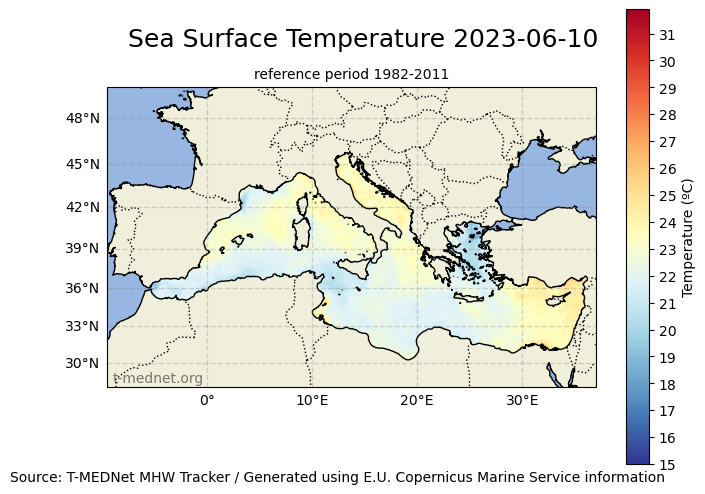 Sea Surface Temperature 2023-06-10
reference period 1982-2011
48°N
45°N
42°N
39°N
36°N
33°N
30°N
t-mednet.org
0°
10°E
20°E
30°E
31
30
29
28
27
26
25
24
23
22
21
20
19
18
17
16
15
Temperature (ºC)
Source: T-MEDNet MHW Tracker / Generated using E.U. Copernicus Marine Service information